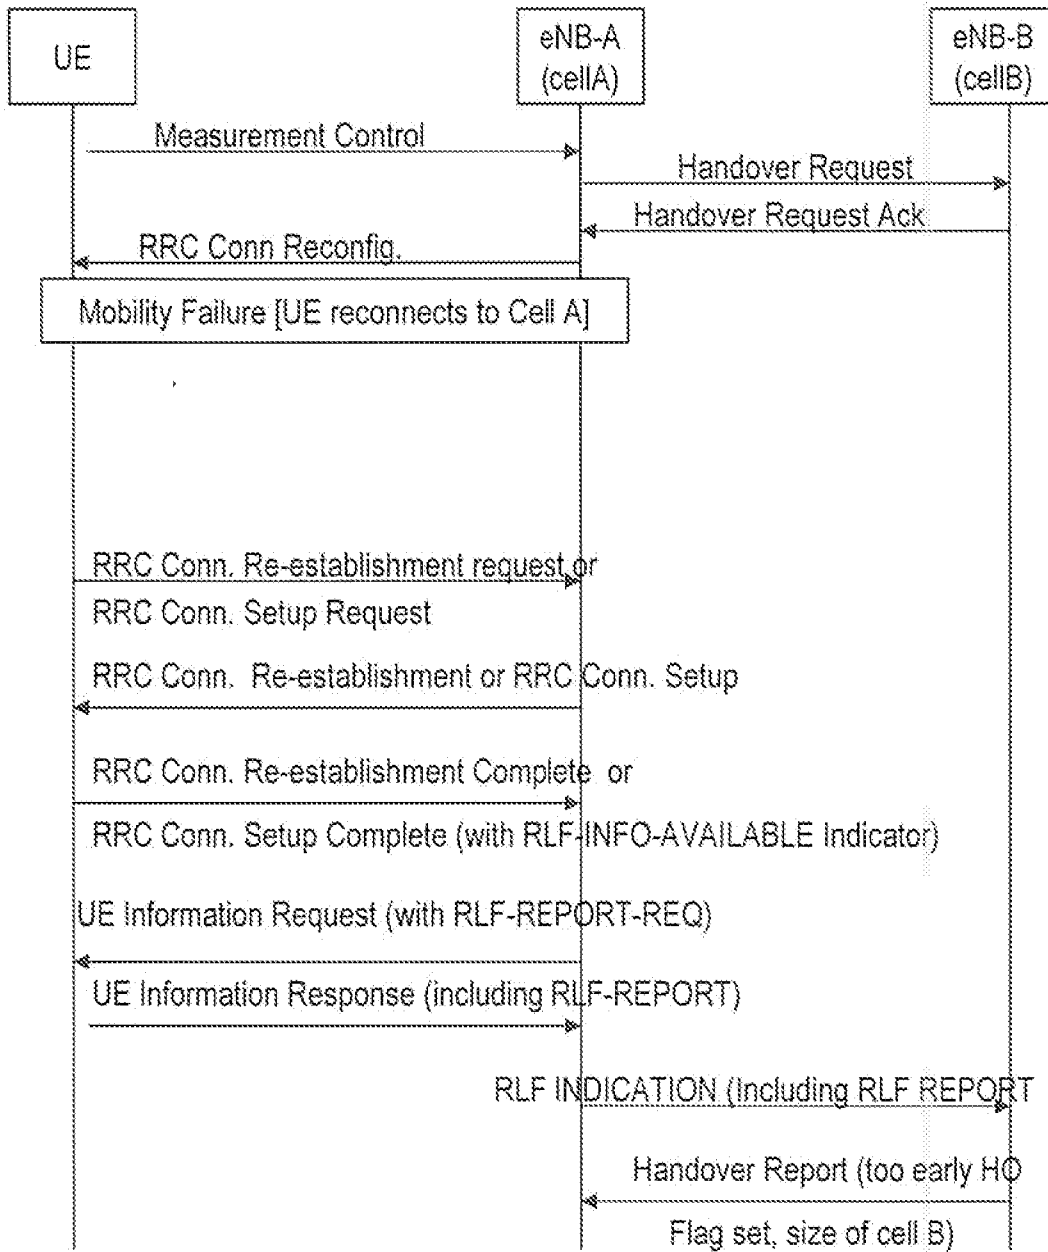 UE
eNB-A
(cellA)
eNB-B
(cellB)
Measurement Control
Handover Request
Handover Request Ack
RRC Conn Reconfig.
Mobility Failure [UE reconnects to Cell A]
RRC Conn. Re-establishment request or
RRC Conn. Setup Request
RRC Conn. Re-establishment or RRC Conn. Setup
RRC Conn. Re-establishment Complete or
RRC Conn. Setup Complete (with RLF-INFO-AVAILABLE Indicator)
UE Information Request (with RLF-REPORT-REQ)
UE Information Response (including RLF-REPORT)
RLF INDICATION (Including RLF REPORT
Handover Report (too early HO
Flag set, size of cell B)